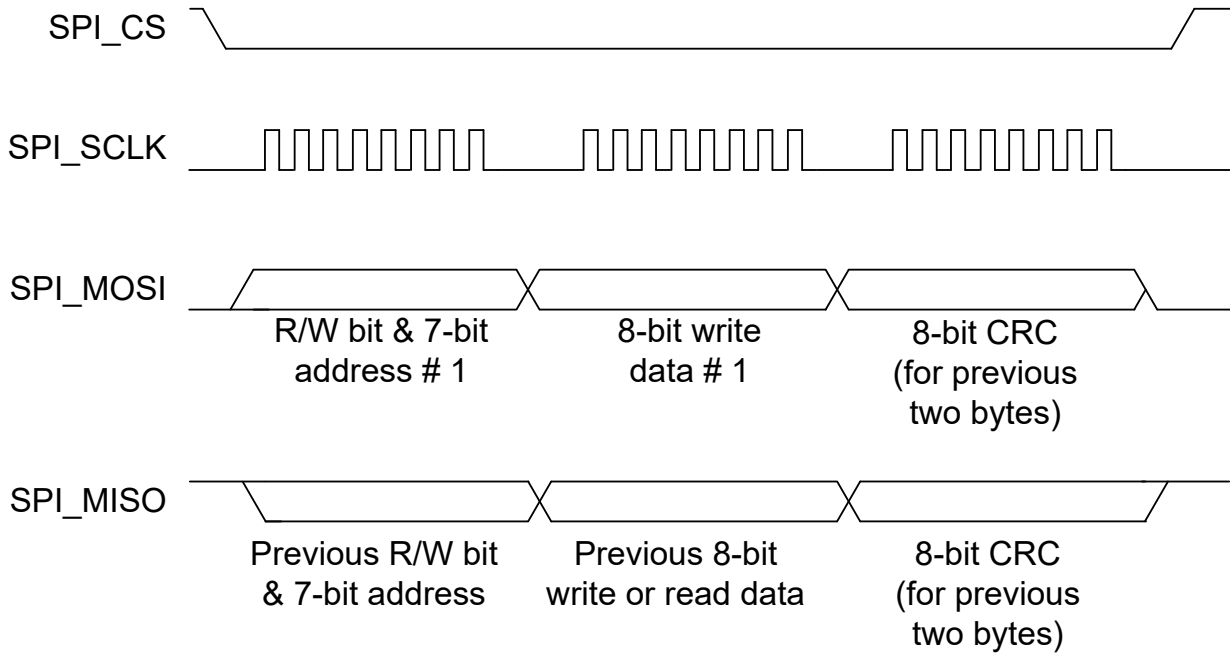 SPI_CS
SPI_SCLK
SPI_MOSI
R/W bit & 7-bit
address # 1
8-bit write
data # 1
8-bit CRC
(for previous
two bytes)
SPI_MISO
Previous R/W bit
& 7-bit address
Previous 8-bit
write or read data
8-bit CRC
(for previous
two bytes)